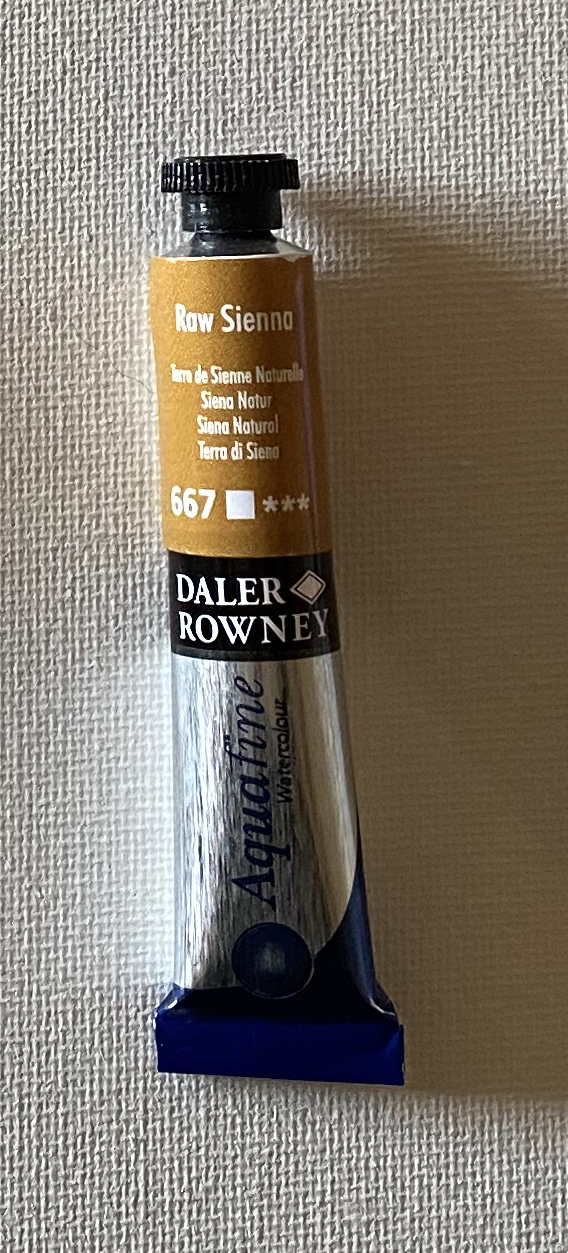 Raw Sienna
Terre de Sienne Naturelle
Siena Natur
Siena Natural
Terra di Siena
667 ***
DALER
ROWNEY
Aquafine
Watercolour